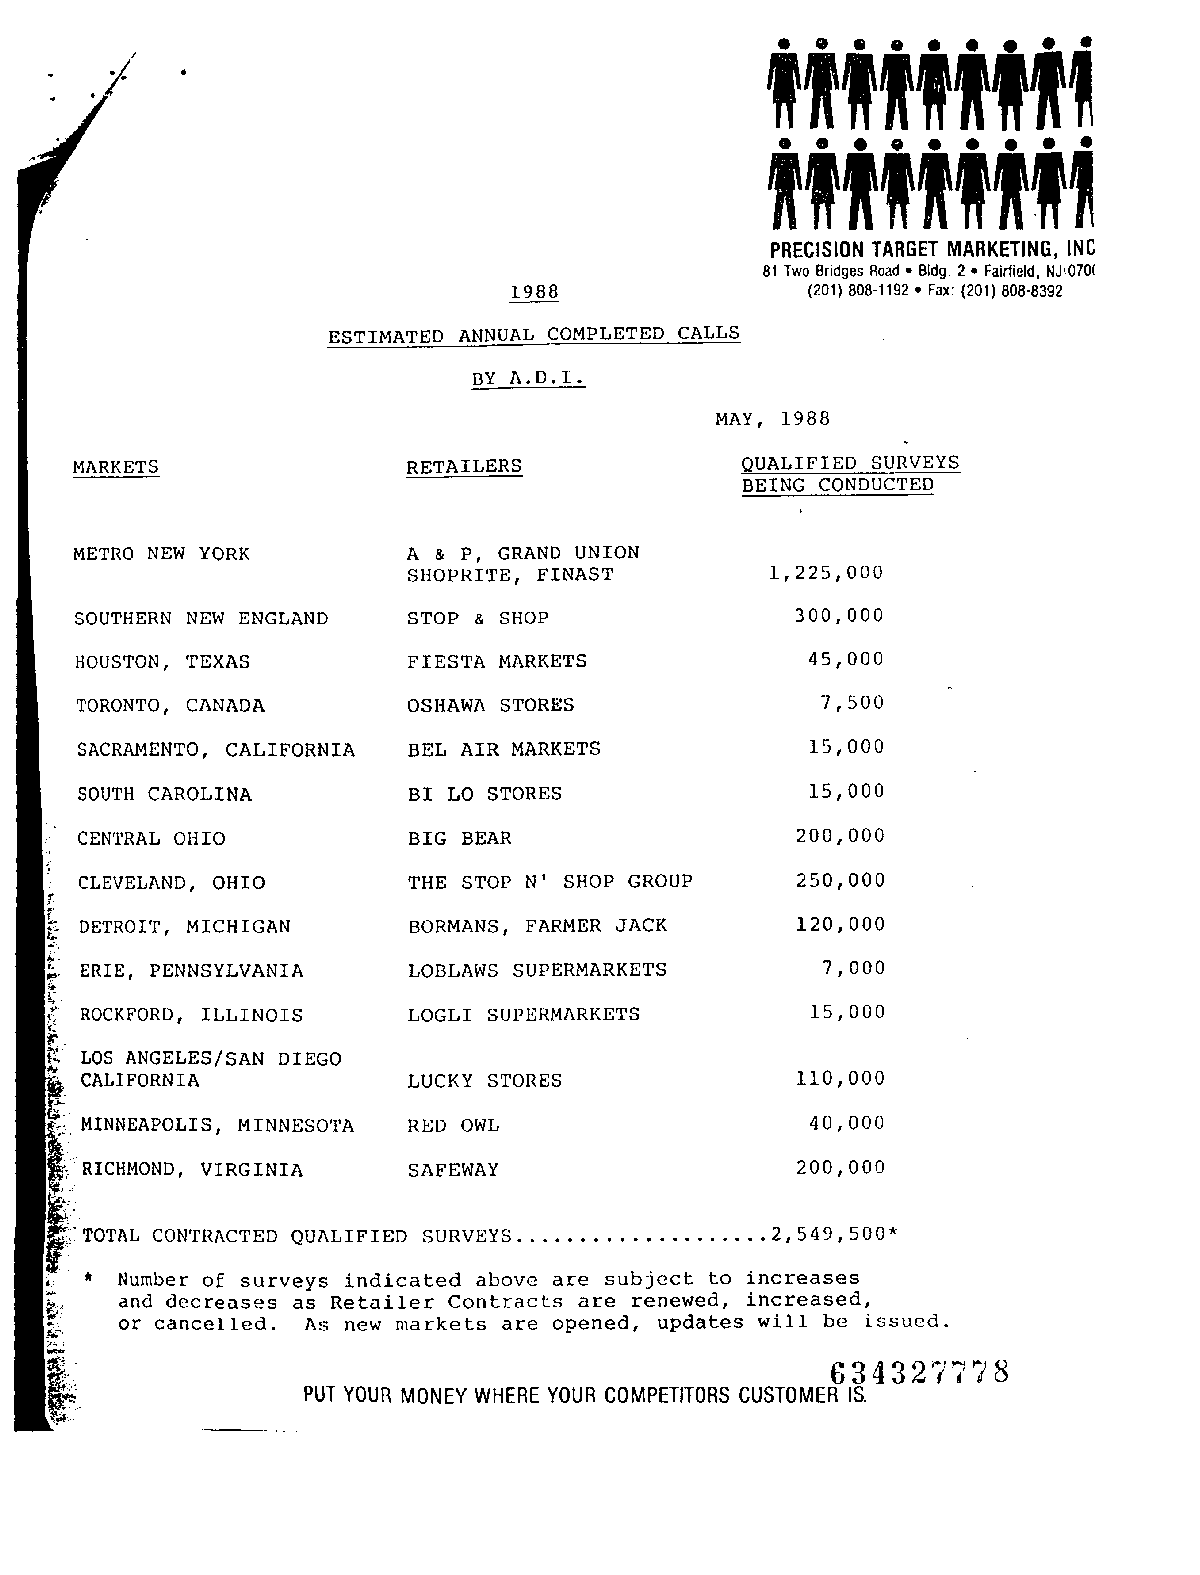 PRECISION TARGET MARKETING, INC
81 Two Bridges Road • Bldg. 2 • Fairfield, NJ 070
(201) 808-1192 • Fax: (201) 808-8392
1988
ESTIMATED ANNUAL COMPLETED CALLS
BY A.D.I.
MAY, 1988
MARKETS RETAILERS QUALIFIED SURVEYS
BEING CONDUCTED
METRO NEW YORK A & P, GRAND UNION
SHOPRITE, FINAST 1,225,000
SOUTHERN NEW ENGLAND STOP & SHOP 300,000
HOUSTON, TEXAS FIESTA MARKETS 45,000
TORONTO, CANADA OSHAWA STORES 7,500
SACRAMENTO, CALIFORNIA BEL AIR MARKETS 15,000
SOUTH CAROLINA BI LO STORES 15,000
CENTRAL OHIO BIG BEAR 200,000
CLEVELAND, OHIO THE STOP N' SHOP GROUP 250,000
DETROIT, MICHIGAN BORMANS, FARMER JACK 120,000
ERIE, PENNSYLVANIA LOBLAWS SUPERMARKETS 7,000
ROCKFORD, ILLINOIS LOGLI SUPERMARKETS 15,000
LOS ANGELES/SAN DIEGO
CALIFORNIA LUCKY STORES 110,000
MINNEAPOLIS, MINNESOTA RED OWL 40,000
RICHMOND, VIRGINIA SAFEWAY 200,000
TOTAL CONTRACTED QUALIFIED SURVEYS....................2,549,500*
* Number of surveys indicated above are subject to increases
and decreases as Retailer Contracts are renewed, increased,
or cancelled. As new markets are opened, updates will be issued.
634327778
PUT YOUR MONEY WHERE YOUR COMPETITORS CUSTOMER IS.